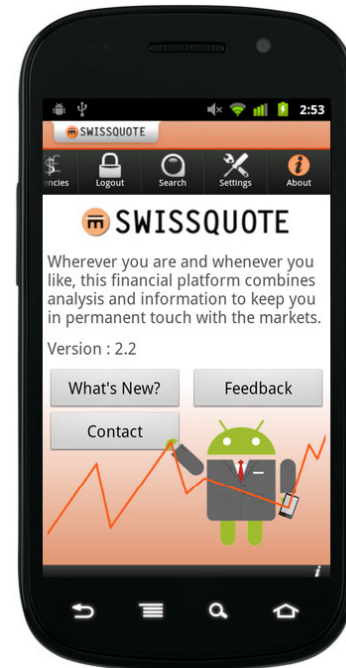 2:53
SWISSQUOTE
ncies
Logout
Search
Settings
About
SWISSQUOTE
Wherever you are and whenever you
like, this financial platform combines
analysis and information to keep you
in permanent touch with the markets.
Version : 2.2
What's New?
Feedback
Contact